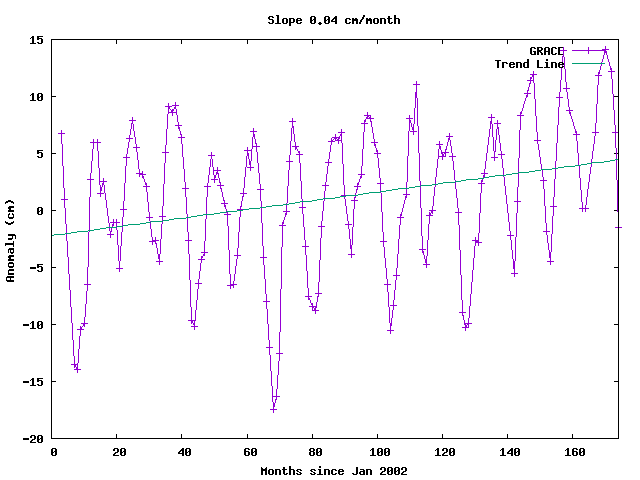 Slope 0.04 cm/month
GRACE
Trend Line
15
10
5
0
-5
-10
-15
-20
Anomaly (cm)
0 20 40 60 80 100 120 140 160
Months since Jan 2002